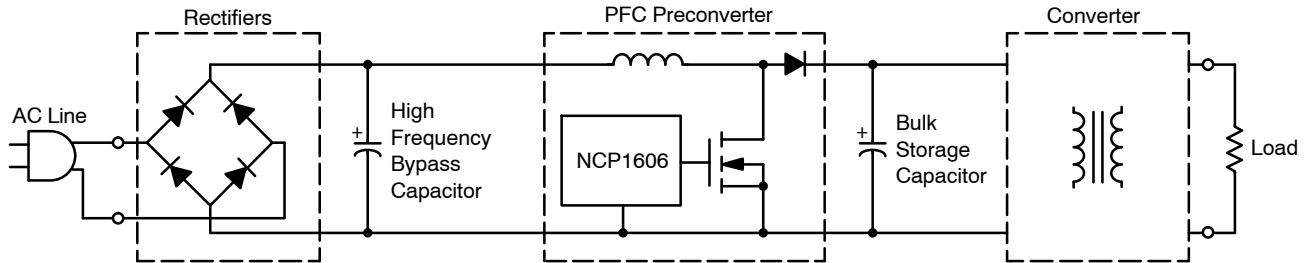 Rectifiers
PFC Preconverter
Converter
AC Line
+
High
Frequency
Bypass
Capacitor
NCP1606
+
Bulk
Storage
Capacitor
Load